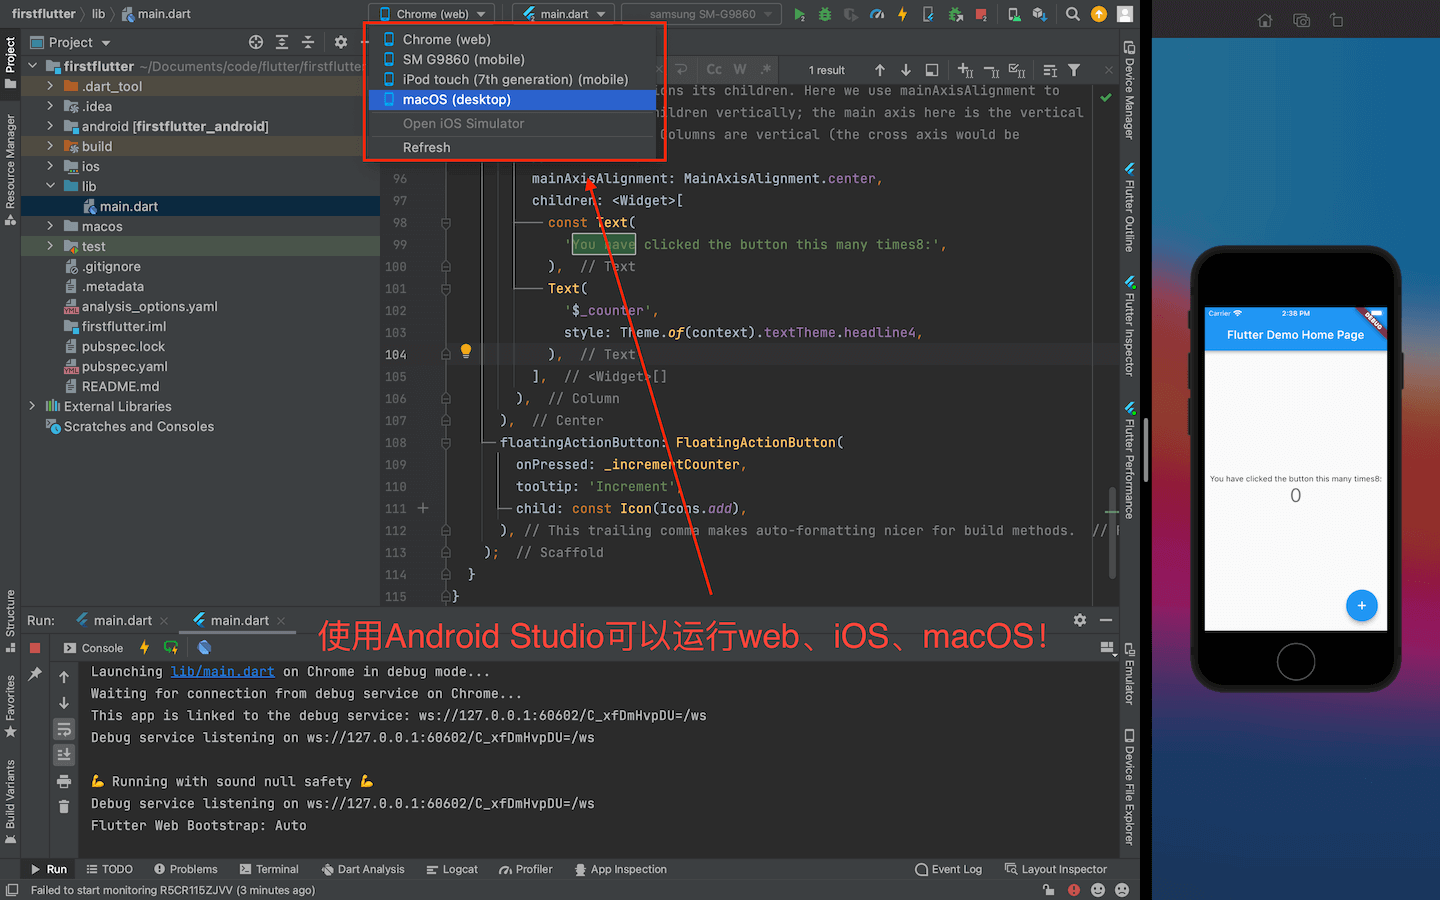 firstflutter
lib
main.dart
Chrome (web)
main.dart
samsung SM-G9860
Project
firstflutter ~/Documents/code/flutter/firstflutter
.dart_tool
.idea
android [firstflutter_android]
build
ios
lib
main.dart
macos
test
.gitignore
.metadata
analysis_options.yaml
firstflutter.iml
pubspec.lock
pubspec.yaml
README.md
External Libraries
Scratches and Consoles
Chrome (web)
SM G9860 (mobile)
iPod touch (7th generation) (mobile)
macOS (desktop)
Open iOS Simulator
Refresh
Cc W .* 1 result
ions its children. Here we use mainAxisAlignment to
ildren vertically; the main axis here is the vertical
Columns are vertical (the cross axis would be
96 mainAxisAlignment: MainAxisAlignment.center,
97 children: <Widget>[
98 const Text(
99 'You have clicked the button this many times8:',
100 ), // Text
101 Text(
102 '$_counter',
103 style: Theme.of(context).textTheme.headline4,
104 ), // Text
105 ], // <Widget>[]
106 ), // Column
107 ), // Center
108 floatingActionButton: FloatingActionButton(
109 onPressed: _incrementCounter,
110 tooltip: 'Increment',
111 child: const Icon(Icons.add),
112 ), // This trailing comma makes auto-formatting nicer for build methods. //
113 ); // Scaffold
114 }
115 }
使用Android Studio可以运行web、iOS、macOS！
Run: main.dart main.dart
Console
Launching lib/main.dart on Chrome in debug mode...
Waiting for connection from debug service on Chrome...
This app is linked to the debug service: ws://127.0.0.1:60602/C_xfDmHvpDU=/ws
Debug service listening on ws://127.0.0.1:60602/C_xfDmHvpDU=/ws
💪 Running with sound null safety 💪
Debug service listening on ws://127.0.0.1:60602/C_xfDmHvpDU=/ws
Flutter Web Bootstrap: Auto
Run TODO Problems Terminal Dart Analysis Logcat Profiler App Inspection Event Log Layout Inspector
Failed to start monitoring R5CR115ZJVV (3 minutes ago)
Project
Resource Manager
Structure
Favorites
Build Variants
Device Manager
Flutter Outline
Flutter Inspector
Flutter Performance
Emulator
Device File Explorer
Carrier 2:38 PM
DEBUG
Flutter Demo Home Page
You have clicked the button this many times8:
0